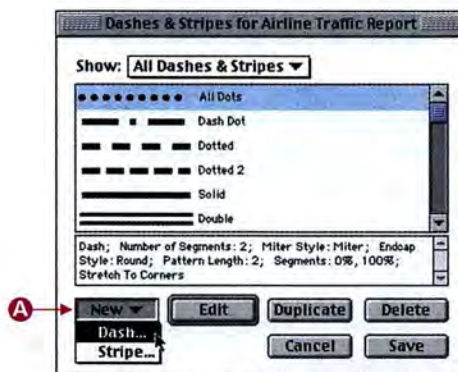 Dashes & Stripes for Airline Traffic Report
Show: All Dashes & Stripes
All Dots
Dash Dot
Dotted
Dotted 2
Solid
Double
Dash; Number of Segments: 2; Miter Style: Miter; Endcap
Style: Round; Pattern Length: 2; Segments: 0%, 100%;
Stretch To Corners
A New Edit Duplicate Delete
Dash...
Stripe... Cancel Save